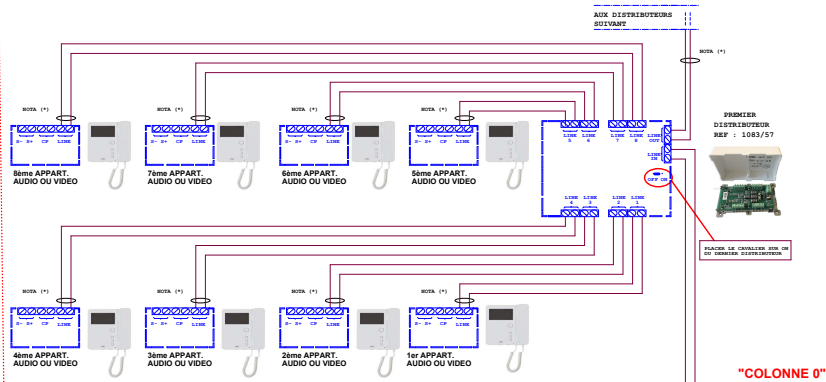 AUX DISTRIBUTEURS
SUIVANT
NOTA (*)
NOTA (*)
NOTA (*)
NOTA (*)
NOTA (*)
S- S+ CP LINE
S- S+ CP LINE
S- S+ CP LINE
S- S+ CP LINE
8ème APPART.
AUDIO OU VIDEO
7ème APPART.
AUDIO OU VIDEO
6ème APPART.
AUDIO OU VIDEO
5ème APPART.
AUDIO OU VIDEO
LINE
5
LINE
6
LINE
7
LINE
8
LINE
OUT
LINE
IN
OFF ON
LINE
4
LINE
3
LINE
2
LINE
1
PREMIER
DISTRIBUTEUR
REF : 1083/57
PLACER LE CAVALIER SUR ON
DU DERNIER DISTRIBUTEUR
NOTA (*)
NOTA (*)
NOTA (*)
NOTA (*)
S- S+ CP LINE
S- S+ CP LINE
S- S+ CP LINE
S- S+ CP LINE
4ème APPART.
AUDIO OU VIDEO
3ème APPART.
AUDIO OU VIDEO
2ème APPART.
AUDIO OU VIDEO
1er APPART.
AUDIO OU VIDEO
"COLONNE 0"